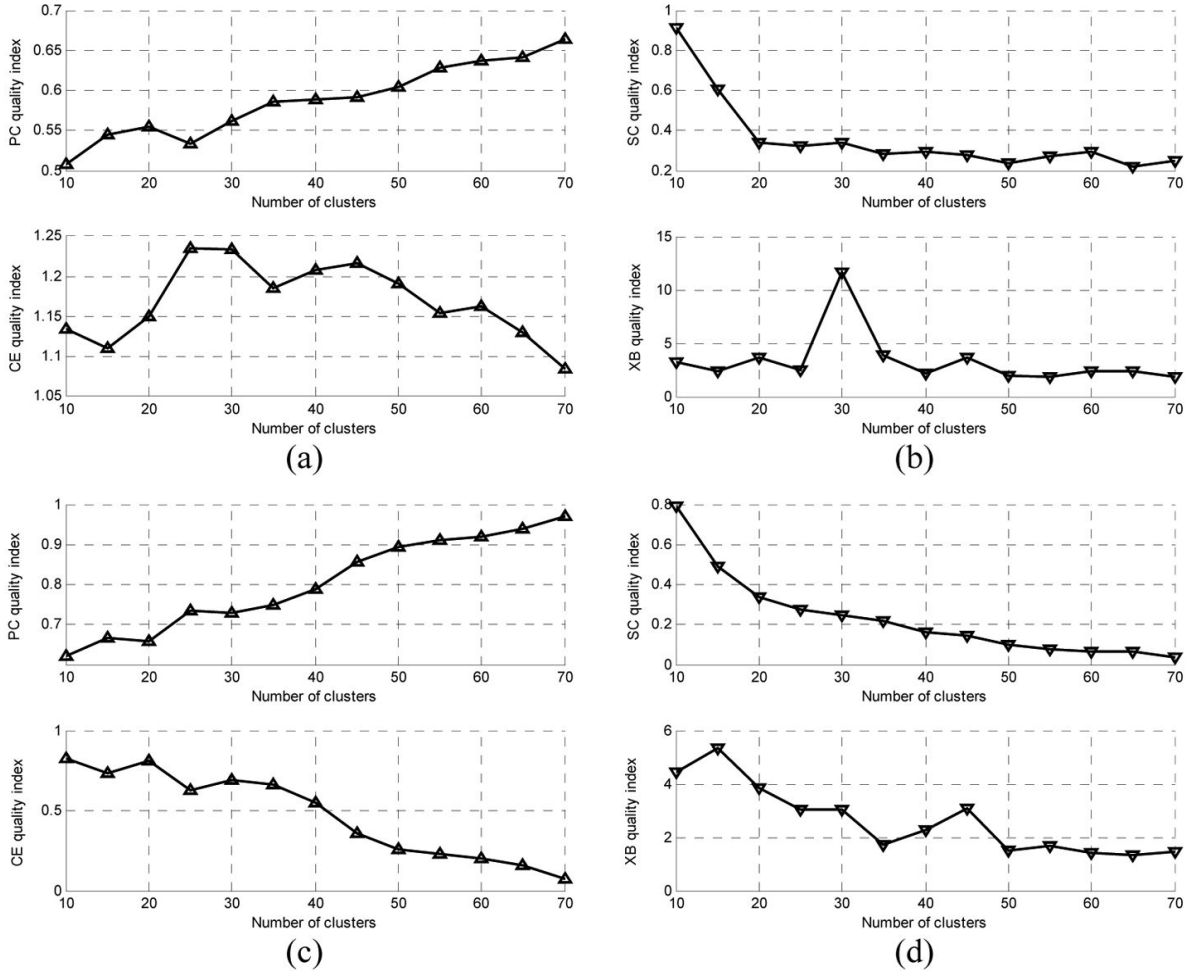 PC quality index
0.7
0.65
0.6
0.55
0.5
10 20 30 40 50 60 70
Number of clusters
CE quality index
1.25
1.2
1.15
1.1
1.05
10 20 30 40 50 60 70
Number of clusters
(a)
SC quality index
1
0.8
0.6
0.4
0.2
10 20 30 40 50 60 70
Number of clusters
XB quality index
15
10
5
0
10 20 30 40 50 60 70
Number of clusters
(b)
PC quality index
1
0.9
0.8
0.7
10 20 30 40 50 60 70
Number of clusters
CE quality index
1
0.5
0
10 20 30 40 50 60 70
Number of clusters
(c)
SC quality index
0.8
0.6
0.4
0.2
0
10 20 30 40 50 60 70
Number of clusters
XB quality index
6
4
2
0
10 20 30 40 50 60 70
Number of clusters
(d)